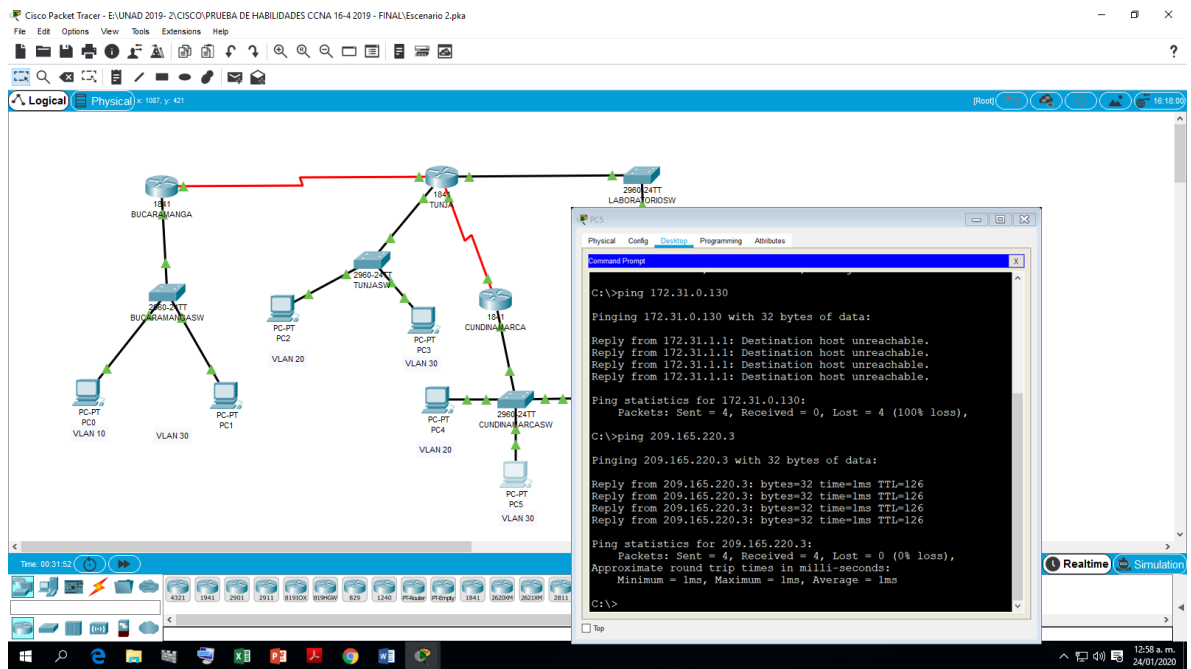 Cisco Packet Tracer - E:\UNAD 2019- 2\CISCO\PRUEBA DE HABILIDADES CCNA 16-4 2019 - FINAL\Escenario 2.pka
File Edit Options View Tools Extensions Help
Logical Physical x: 1087, y: 421 [Root] 16:18:00
1841
BUCARAMANGA
1841
TUNJA
2960-24TT
LABORATORIOSW
2960-24TT
TUNJASW
2960-24TT
BUCARAMANGASW
1841
CUNDINAMARCA
PC-PT
PC2
VLAN 20
PC-PT
PC3
VLAN 30
PC-PT
PC0
VLAN 10
PC-PT
PC1
VLAN 30
PC-PT
PC4
VLAN 20
2960-24TT
CUNDINAMARCASW
PC-PT
PC5
VLAN 30
PC5
Physical Config Desktop Programming Attributes
Command Prompt X
C:\>ping 172.31.0.130
Pinging 172.31.0.130 with 32 bytes of data:
Reply from 172.31.1.1: Destination host unreachable.
Reply from 172.31.1.1: Destination host unreachable.
Reply from 172.31.1.1: Destination host unreachable.
Reply from 172.31.1.1: Destination host unreachable.
Ping statistics for 172.31.0.130:
Packets: Sent = 4, Received = 0, Lost = 4 (100% loss),
C:\>ping 209.165.220.3
Pinging 209.165.220.3 with 32 bytes of data:
Reply from 209.165.220.3: bytes=32 time=1ms TTL=126
Reply from 209.165.220.3: bytes=32 time=1ms TTL=126
Reply from 209.165.220.3: bytes=32 time=1ms TTL=126
Reply from 209.165.220.3: bytes=32 time=1ms TTL=126
Ping statistics for 209.165.220.3:
Packets: Sent = 4, Received = 4, Lost = 0 (0% loss),
Approximate round trip times in milli-seconds:
Minimum = 1ms, Maximum = 1ms, Average = 1ms
C:\>
Top
Time: 00:31:52 Realtime Simulation
4321 1941 2901 2911 819IOX 819HGW 829 1240 PT-Router PT-Empty 1841 2620XM 2621XM 2811
12:58 a. m.
24/01/2020